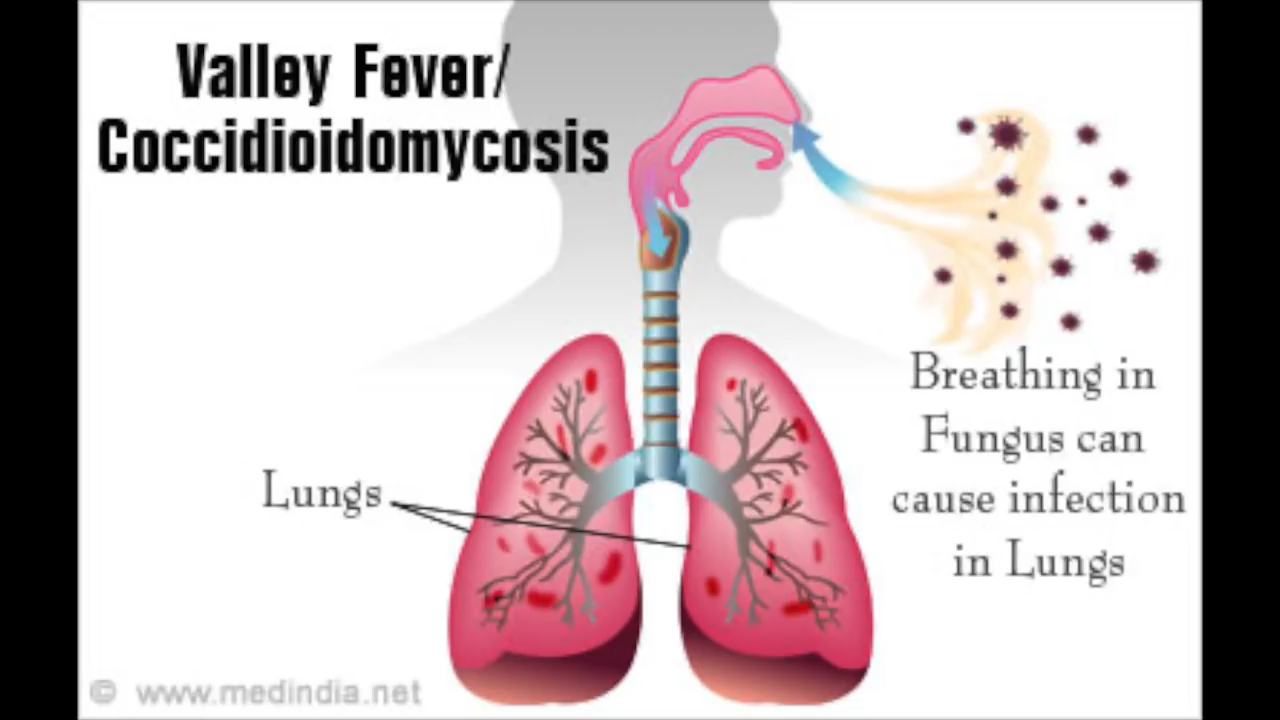 Valley Fever/
Coccidioidomycosis
Breathing in
Fungus can
cause infection
in Lungs
Lungs
© www.medindia.net